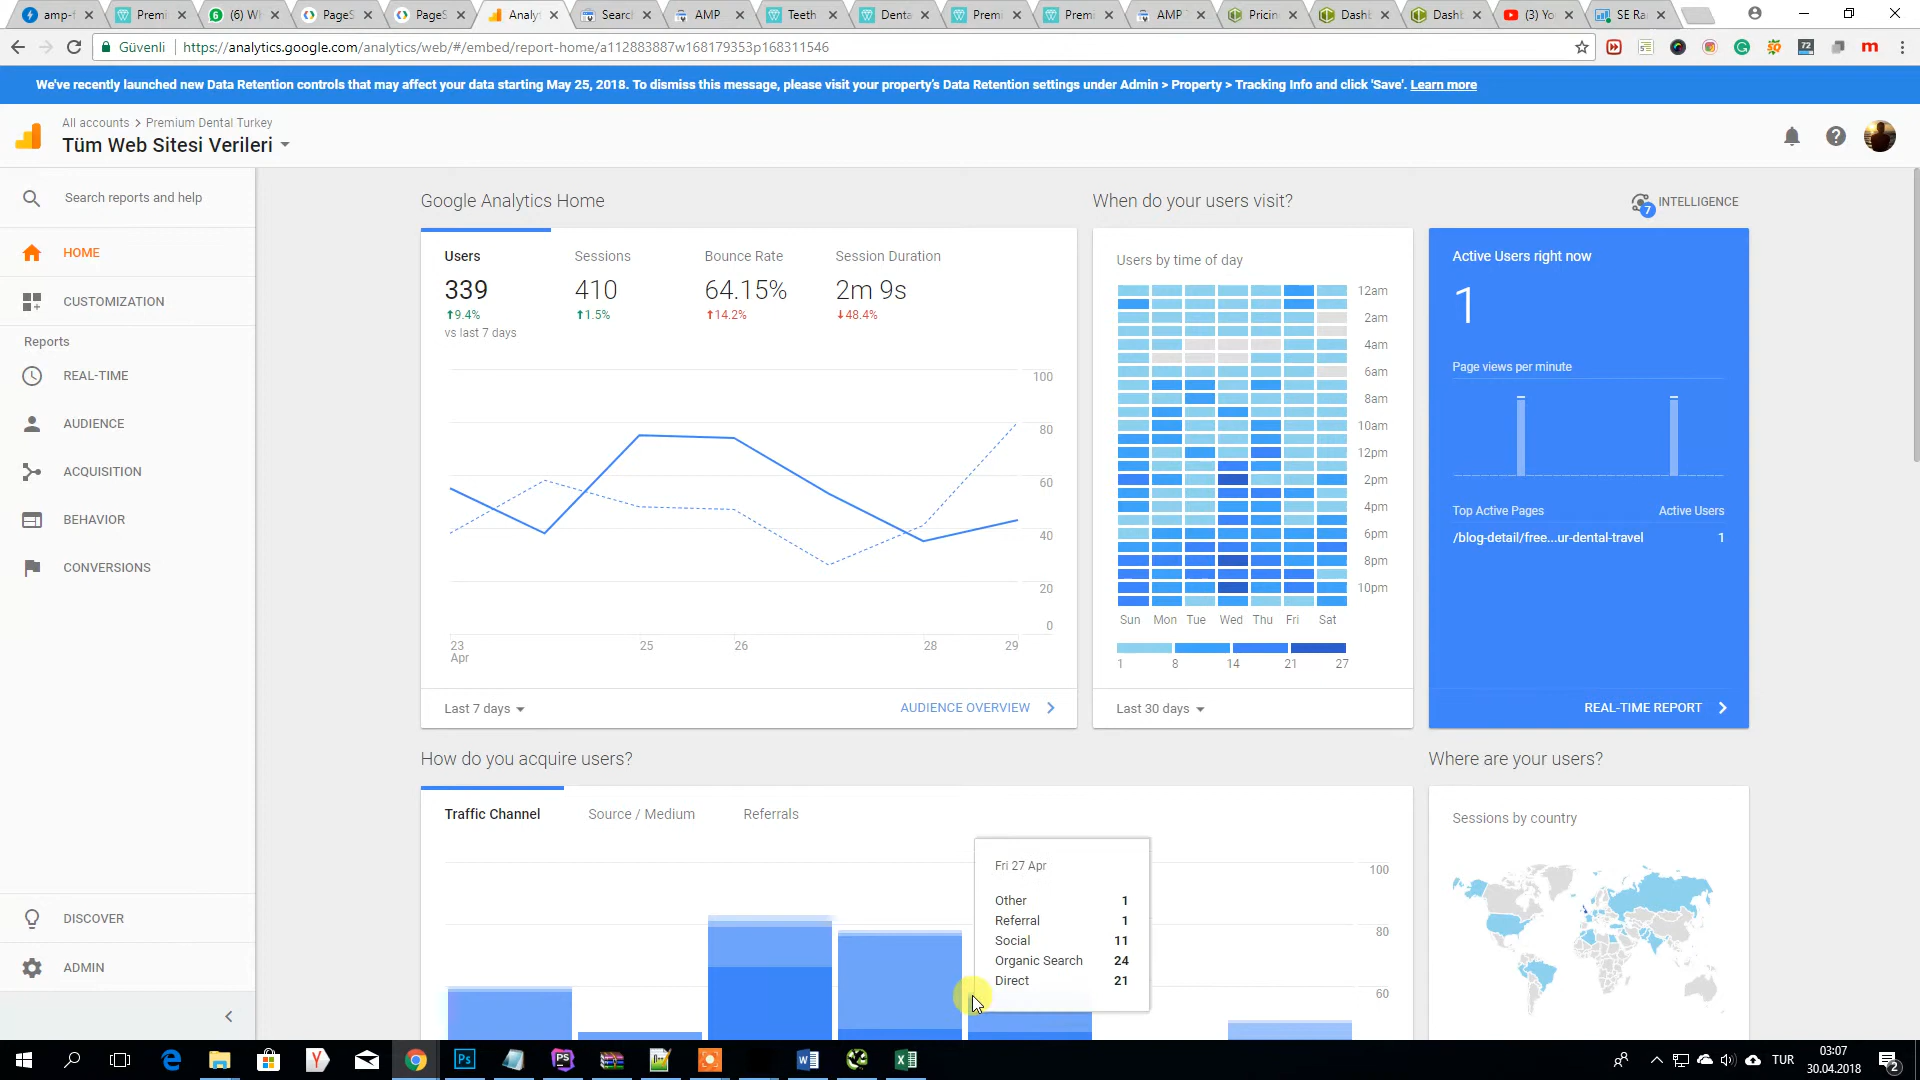 amp-
Premi
(6) W
PageS
PageS
Analy
Searc
AMP
Teeth
Denta
Premi
Premi
AMP
Pricin
Dashb
Dashb
(3) Yo
SE Ra
Güvenli
https://analytics.google.com/analytics/web/#/embed/report-home/a112883887w168179353p168311546
72
We've recently launched new Data Retention controls that may affect your data starting May 25, 2018. To dismiss this message, please visit your property's Data Retention settings under Admin > Property > Tracking Info and click 'Save'. Learn more
All accounts > Premium Dental Turkey
Tüm Web Sitesi Verileri
Search reports and help
HOME
CUSTOMIZATION
Reports
REAL-TIME
AUDIENCE
ACQUISITION
BEHAVIOR
CONVERSIONS
DISCOVER
ADMIN
Google Analytics Home
Users
339
9.4%
vs last 7 days
Sessions
410
1.5%
Bounce Rate
64.15%
14.2%
Session Duration
2m 9s
48.4%
100
80
60
40
20
0
23
Apr
25
26
28
29
Last 7 days
AUDIENCE OVERVIEW
When do your users visit?
Users by time of day
12am
2am
4am
6am
8am
10am
12pm
2pm
4pm
6pm
8pm
10pm
Sun Mon Tue Wed Thu Fri Sat
1 8 14 21 27
Last 30 days
7
INTELLIGENCE
Active Users right now
1
Page views per minute
Top Active Pages Active Users
/blog-detail/free...ur-dental-travel 1
REAL-TIME REPORT
How do you acquire users?
Traffic Channel
Source / Medium
Referrals
100
80
60
Fri 27 Apr
Other 1
Referral 1
Social 11
Organic Search 24
Direct 21
Where are your users?
Sessions by country
TUR
03:07
30.04.2018
2